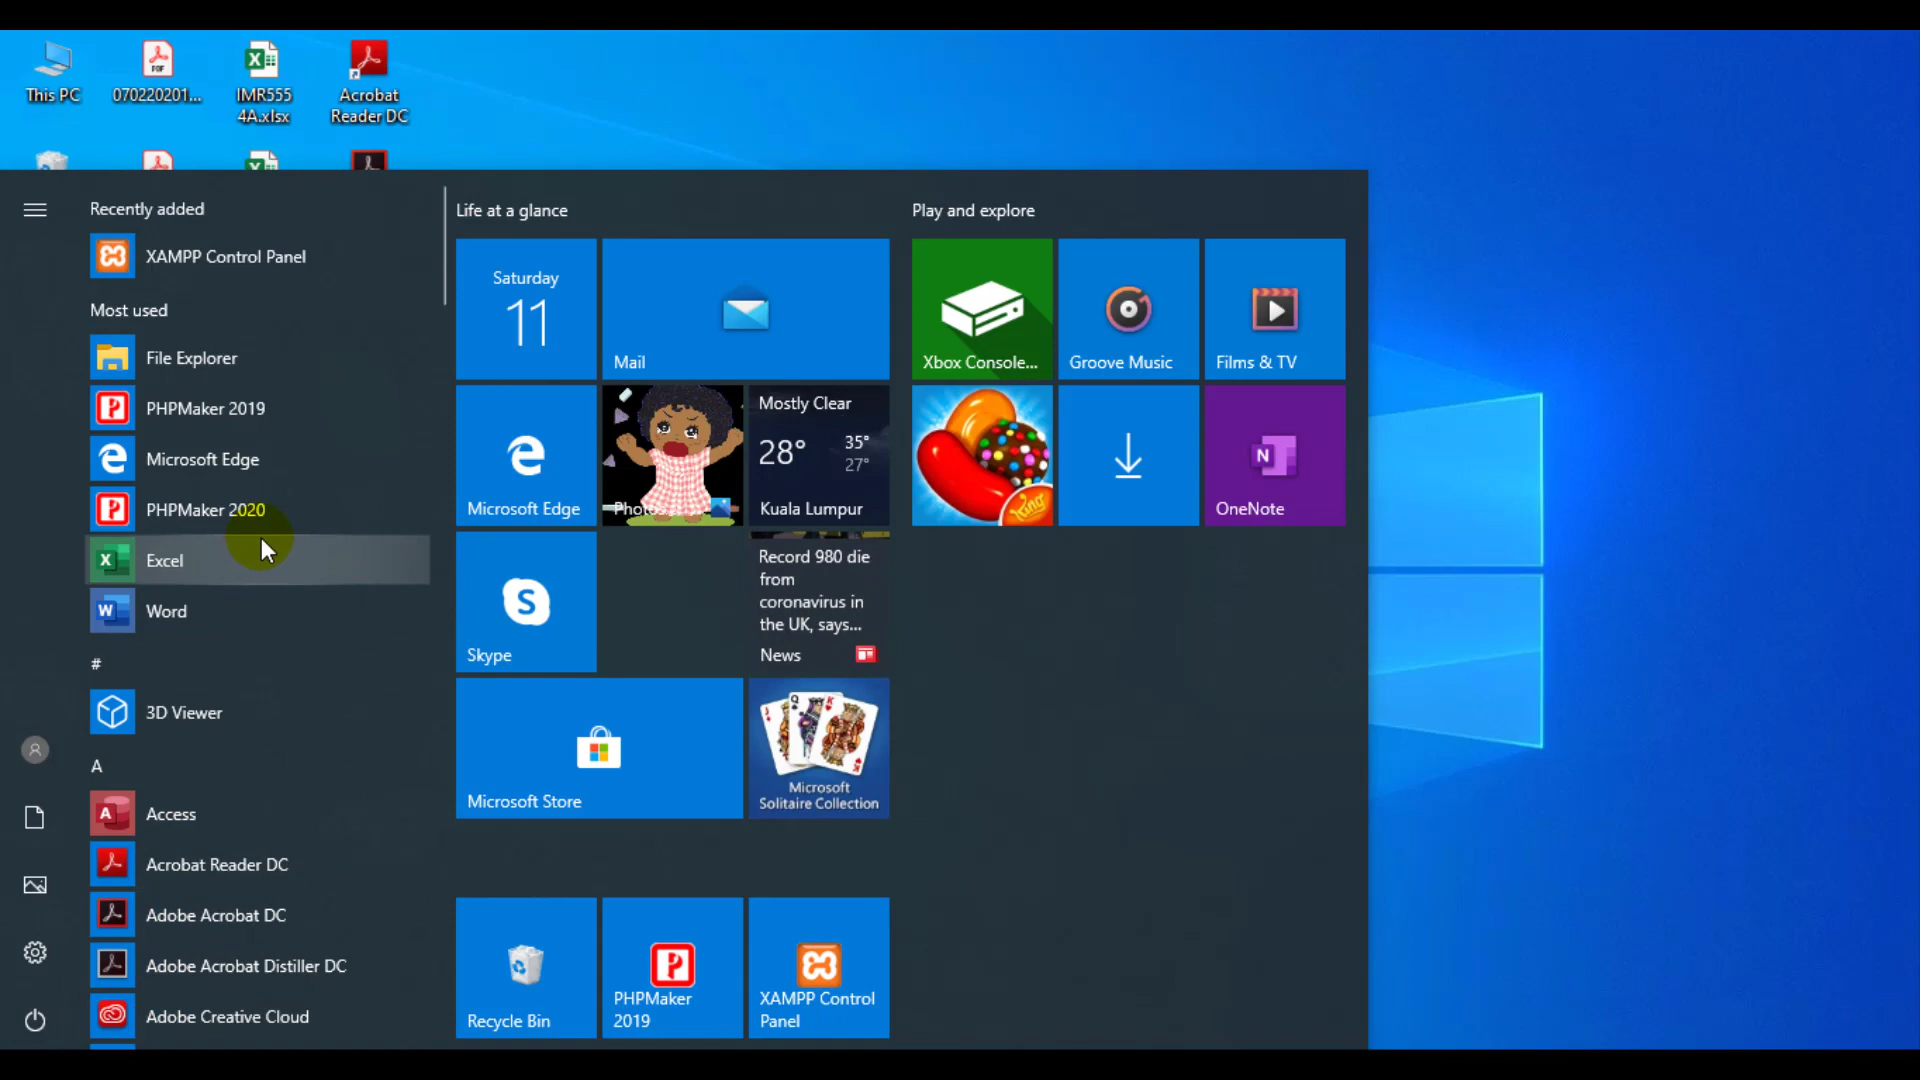 This PC
070220201...
IMR555
4A.xlsx
Acrobat
Reader DC
Recently added
XAMPP Control Panel
Most used
File Explorer
PHPMaker 2019
Microsoft Edge
PHPMaker 2020
Excel
Word
#
3D Viewer
A
Access
Acrobat Reader DC
Adobe Acrobat DC
Adobe Acrobat Distiller DC
Adobe Creative Cloud
Life at a glance
Saturday
11
Mail
Microsoft Edge
Photos
Mostly Clear
28° 35°
27°
Kuala Lumpur
Skype
Record 980 die
from
coronavirus in
the UK, says...
News
Microsoft Store
Microsoft
Solitaire Collection
Recycle Bin
PHPMaker
2019
XAMPP Control
Panel
Play and explore
Xbox Console...
Groove Music
Films & TV
King
OneNote